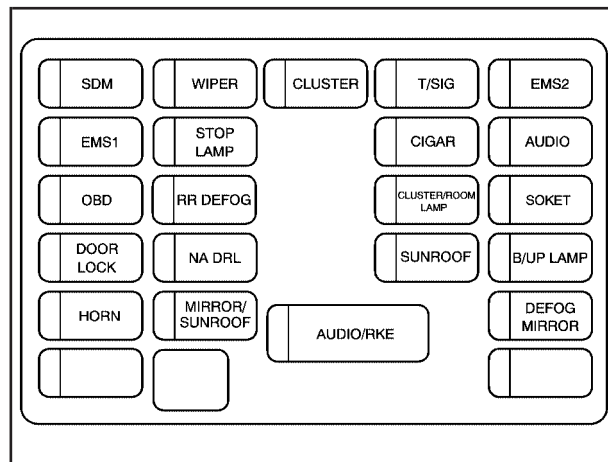 SDM
WIPER
CLUSTER
T/SIG
EMS2
EMS1
STOP
LAMP
CIGAR
AUDIO
OBD
RR DEFOG
CLUSTER/ROOM
LAMP
SOKET
DOOR
LOCK
NA DRL
SUNROOF
B/UP LAMP
HORN
MIRROR/
SUNROOF
AUDIO/RKE
DEFOG
MIRROR